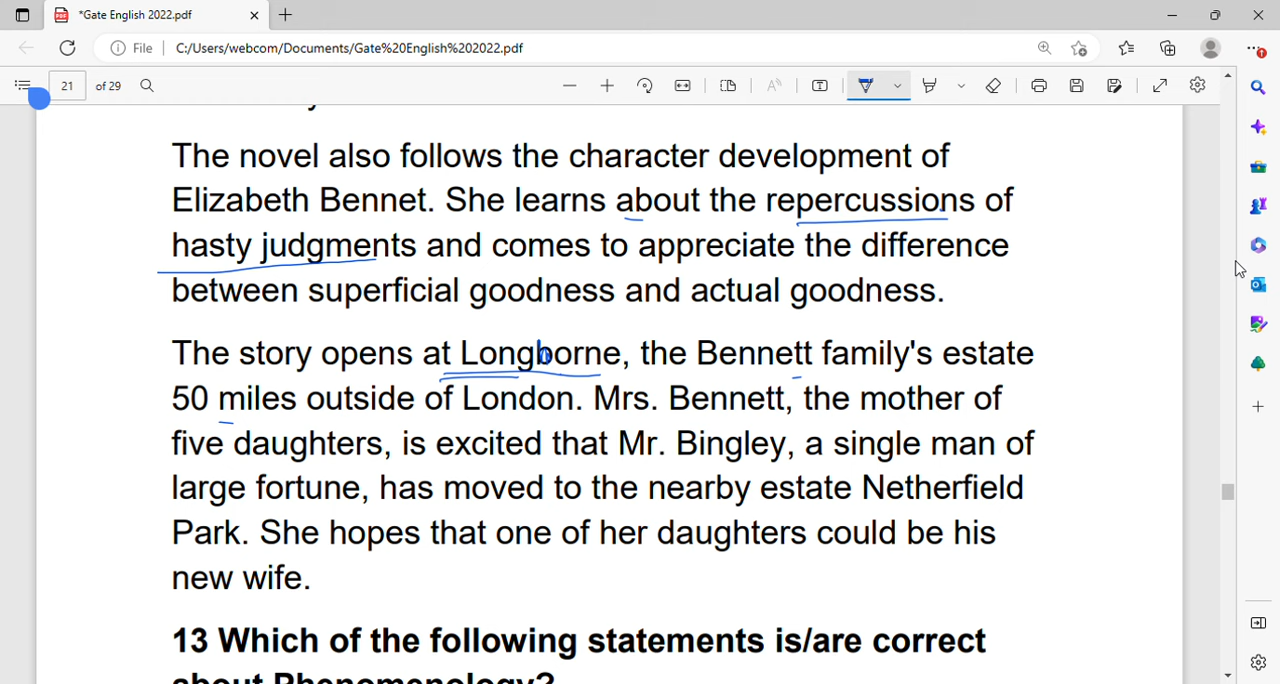 *Gate English 2022.pdf
File C:/Users/webcom/Documents/Gate%20English%202022.pdf
21 of 29
The novel also follows the character development of
Elizabeth Bennet. She learns about the repercussions of
hasty judgments and comes to appreciate the difference
between superficial goodness and actual goodness.
The story opens at Longborne, the Bennett family's estate
50 miles outside of London. Mrs. Bennett, the mother of
five daughters, is excited that Mr. Bingley, a single man of
large fortune, has moved to the nearby estate Netherfield
Park. She hopes that one of her daughters could be his
new wife.
13 Which of the following statements is/are correct
about Phenomenology?